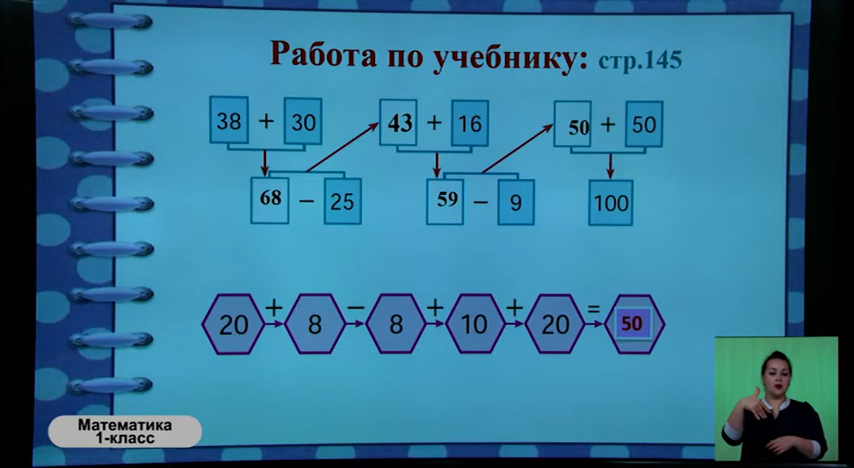 Работа по учебнику: стр.145
38 + 30 43 + 16 50 + 50
68 − 25 59 − 9 100
20 + 8 − 8 + 10 + 20 = 50
Математика
1-класс